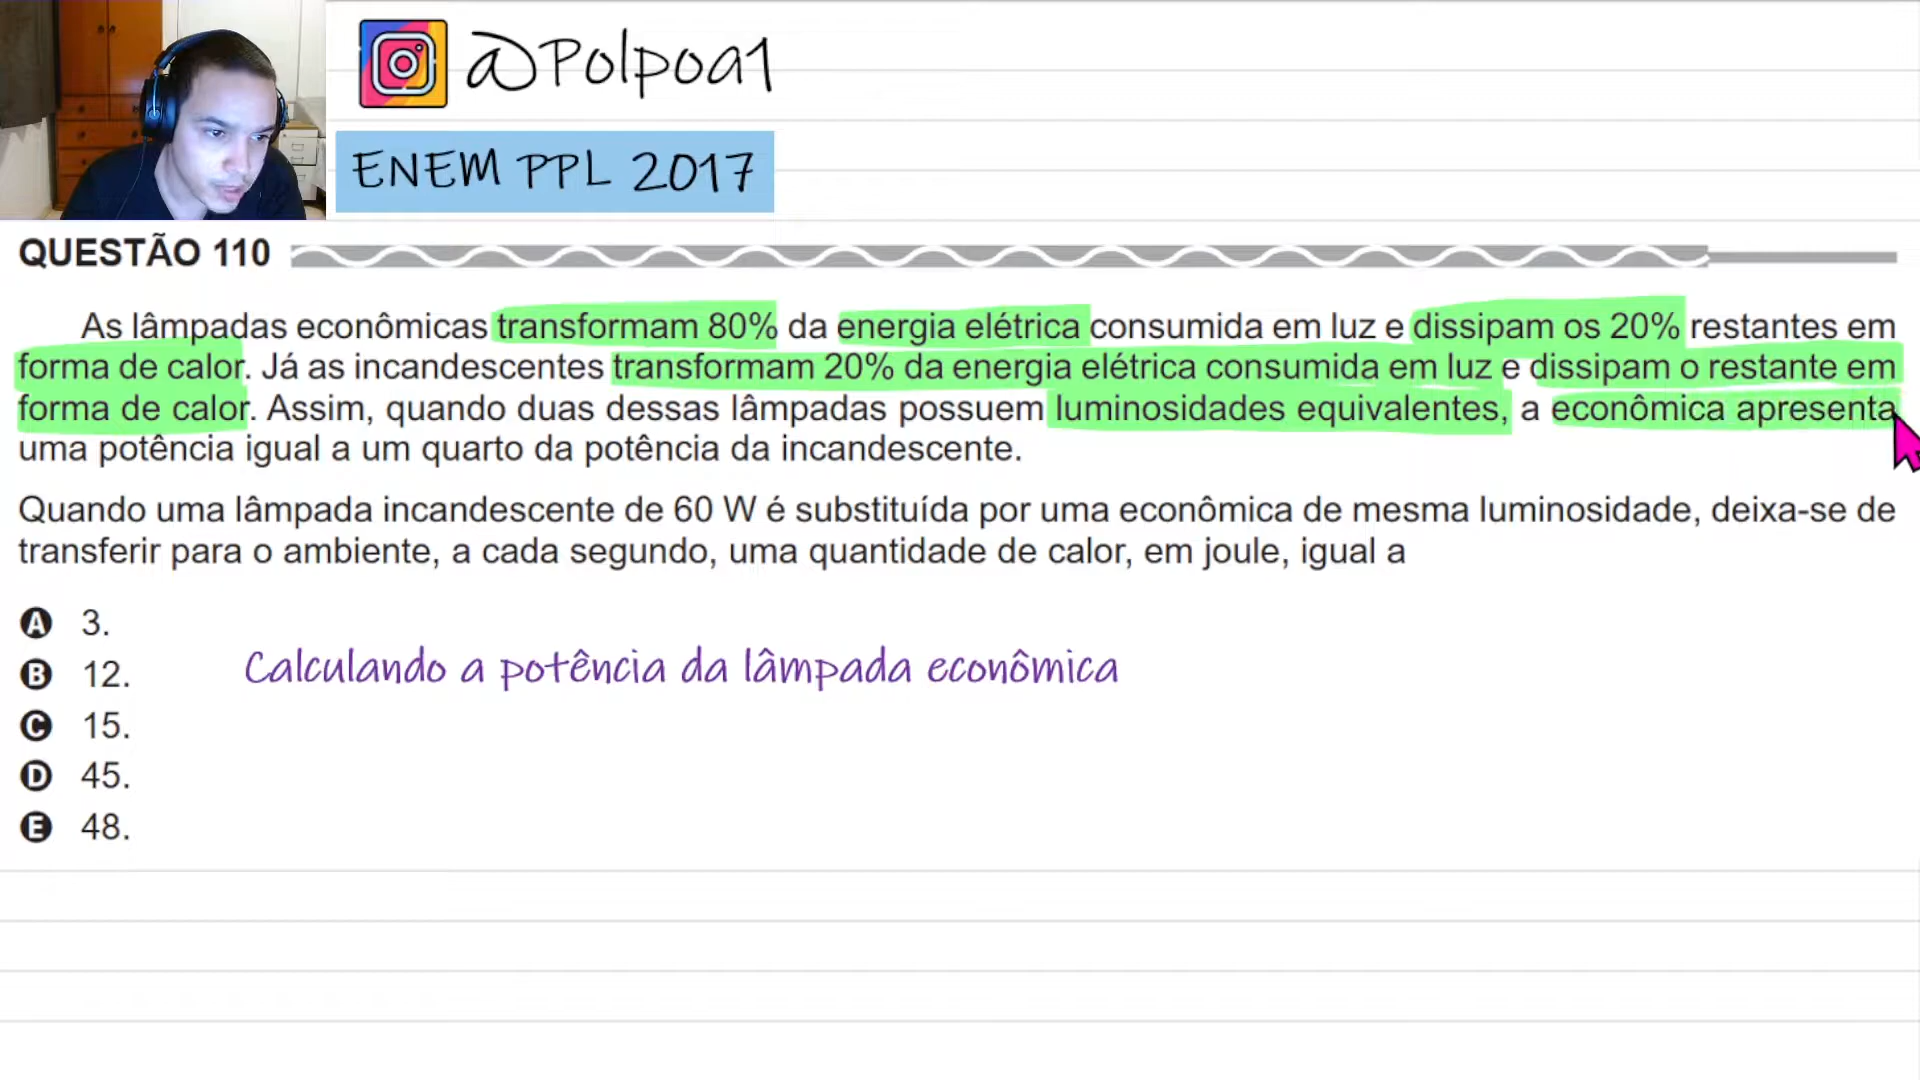 @Polpoa1
ENEM PPL 2017
QUESTÃO 110
As lâmpadas econômicas transformam 80% da energia elétrica consumida em luz e dissipam os 20% restantes em
forma de calor. Já as incandescentes transformam 20% da energia elétrica consumida em luz e dissipam o restante em
forma de calor. Assim, quando duas dessas lâmpadas possuem luminosidades equivalentes, a econômica apresenta
uma potência igual a um quarto da potência da incandescente.
Quando uma lâmpada incandescente de 60 W é substituída por uma econômica de mesma luminosidade, deixa-se de
transferir para o ambiente, a cada segundo, uma quantidade de calor, em joule, igual a
A 3.
B 12.
C 15.
D 45.
E 48.
Calculando a potência da lâmpada econômica